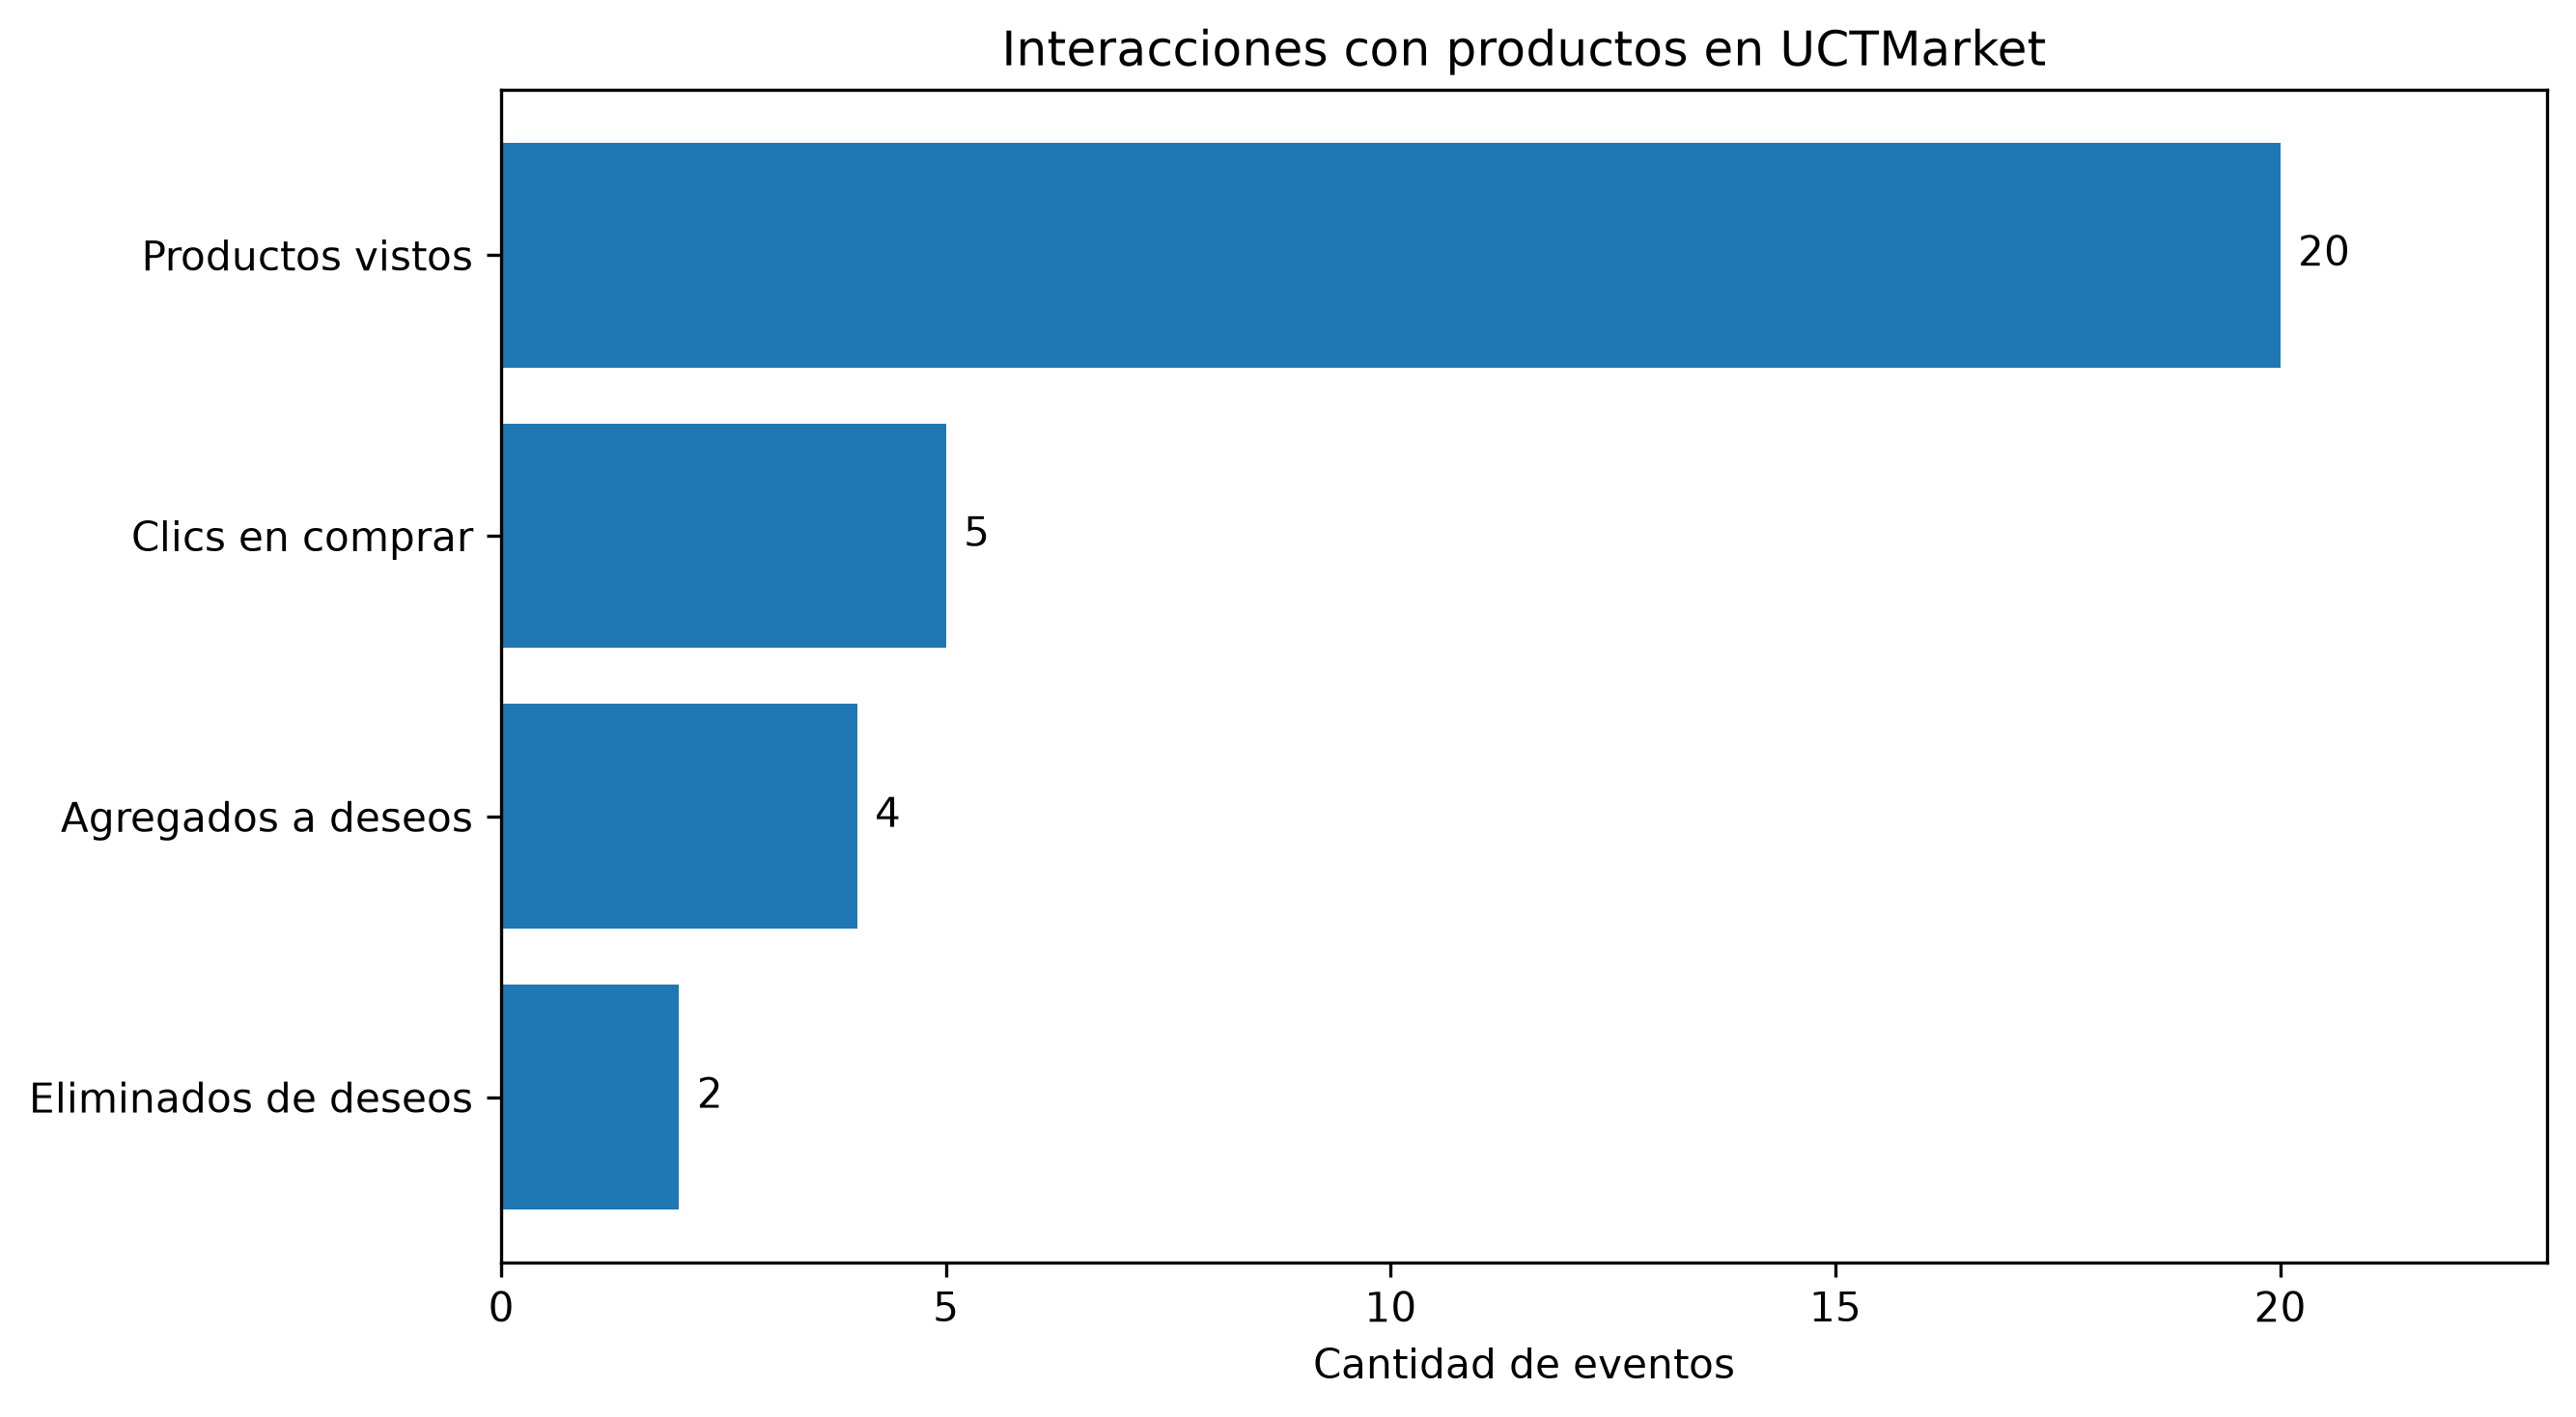 Interacciones con productos en UCTMarket
Productos vistos
20
Clics en comprar
5
Agregados a deseos
4
Eliminados de deseos
2
0 5 10 15 20
Cantidad de eventos